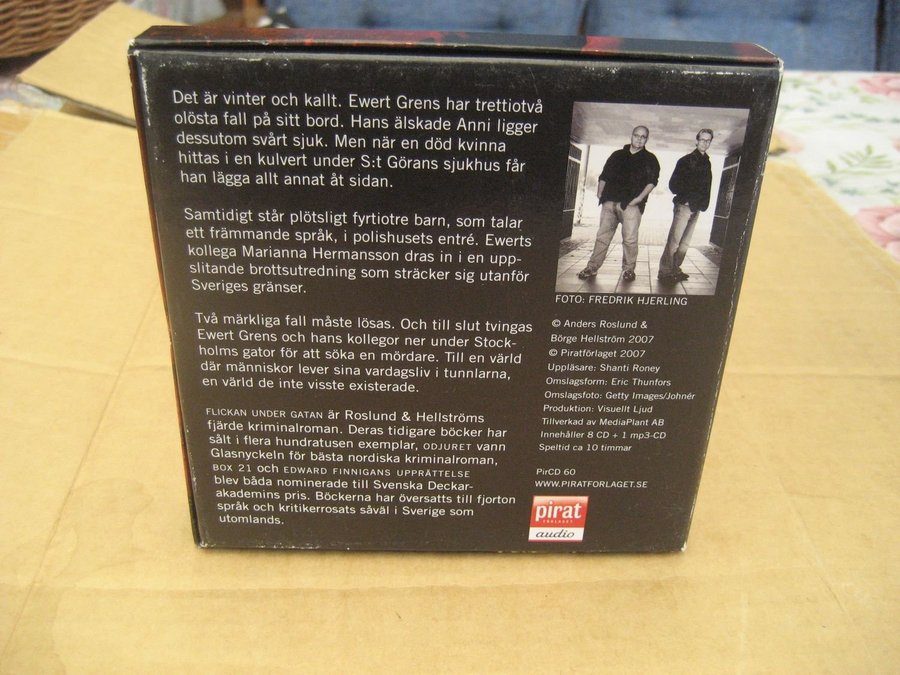 Det är vinter och kallt. Ewert Grens har trettiotvå
olösta fall på sitt bord. Hans älskade Anni ligger
dessutom svårt sjuk. Men när en död kvinna
hittas i en kulvert under S:t Görans sjukhus får
han lägga allt annat åt sidan.
Samtidigt står plötsligt fyrtiotre barn, som talar
ett främmande språk, i polishusets entré. Ewerts
kollega Marianna Hermansson dras in i en upp-
slitande brottsutredning som sträcker sig utanför
Sveriges gränser.
Två märkliga fall måste lösas. Och till slut tvingas
Ewert Grens och hans kollegor ner under Stock-
holms gator för att söka en mördare. Till en värld
där människor lever sina vardagsliv i tunnlarna,
en värld de inte visste existerade.
FLICKAN UNDER GATAN är Roslund & Hellströms
fjärde kriminalroman. Deras tidigare böcker har
sålt i flera hundratusen exemplar, ODJURET vann
Glasnyckeln för bästa nordiska kriminalroman,
BOX 21 och EDWARD FINNIGANS UPPRÄTTELSE
blev båda nominerade till Svenska Deckar-
akademins pris. Böckerna har översatts till fjorton
språk och kritikerrosats såväl i Sverige som
utomlands.
FOTO: FREDRIK HJERLING
© Anders Roslund &
Börge Hellström 2007
© Piratförlaget 2007
Uppläsare: Shanti Roney
Omslagsform: Eric Thunfors
Omslagsfoto: Getty Images/Johnér
Produktion: Visuellt Ljud
Tillverkad av MediaPlant AB
Innehåller 8 CD + 1 mp3-CD
Speltid ca 10 timmar
PirCD 60
WWW.PIRATFORLAGET.SE
pirat
FÖRLAGET
audio